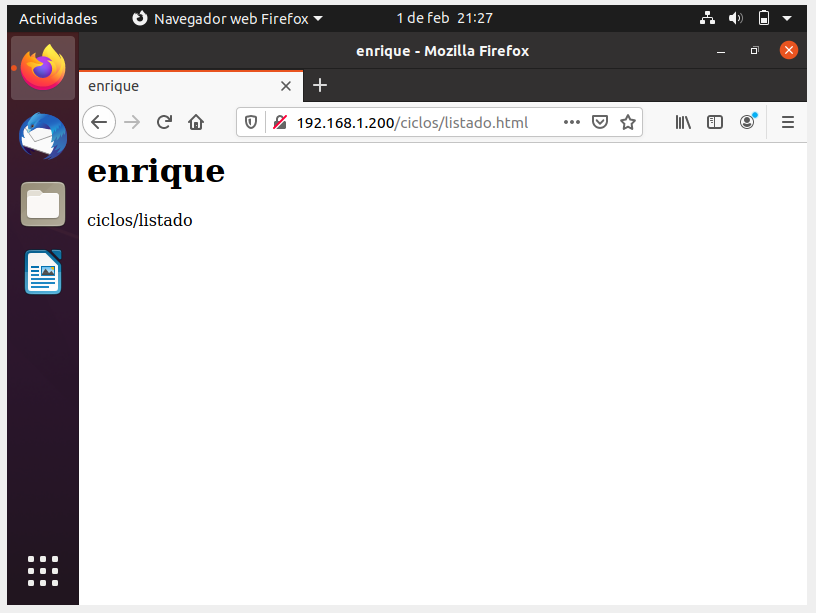 Actividades
Navegador web Firefox
1 de feb 21:27
enrique - Mozilla Firefox
enrique
192.168.1.200/ciclos/listado.html
enrique
ciclos/listado